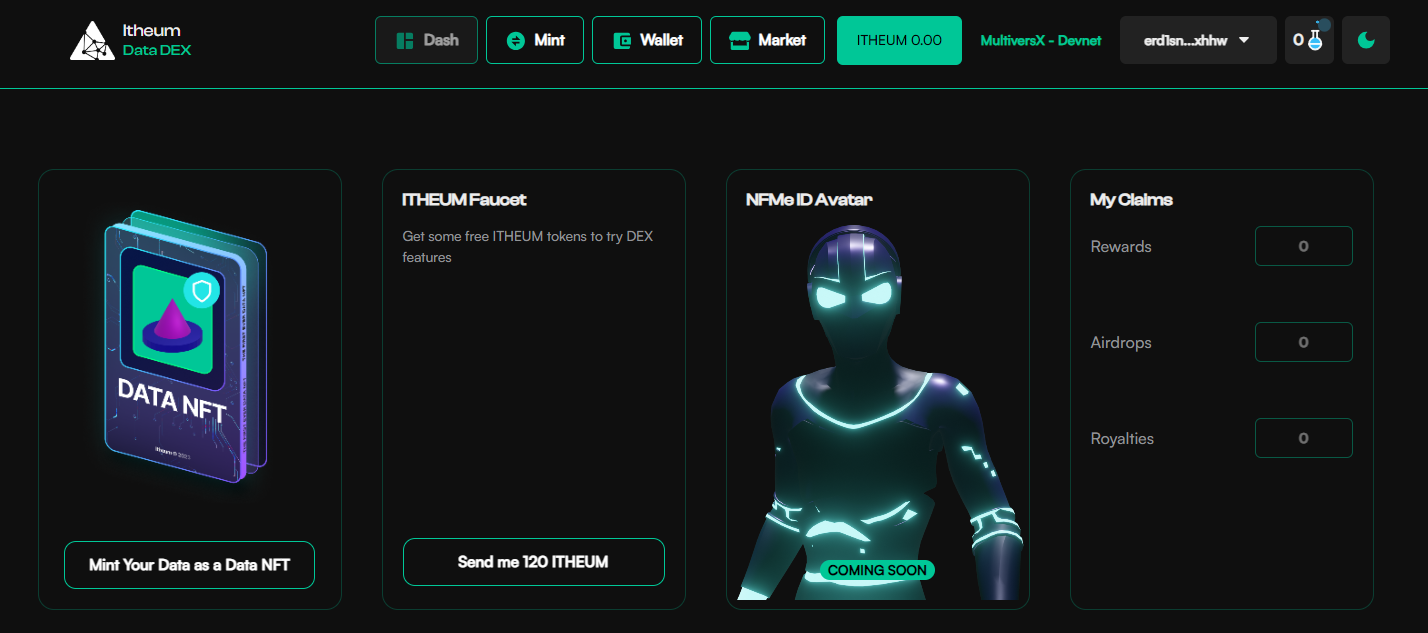 Itheum
Data DEX
Dash
Mint
Wallet
Market
ITHEUM 0.00
MultiversX - Devnet
erd1sn...xhhw
0
DATA NFT
Itheum © 2023
Mint Your Data as a Data NFT
ITHEUM Faucet
Get some free ITHEUM tokens to try DEX
features
Send me 120 ITHEUM
NFMe ID Avatar
COMING SOON
My Claims
Rewards
0
Airdrops
0
Royalties
0